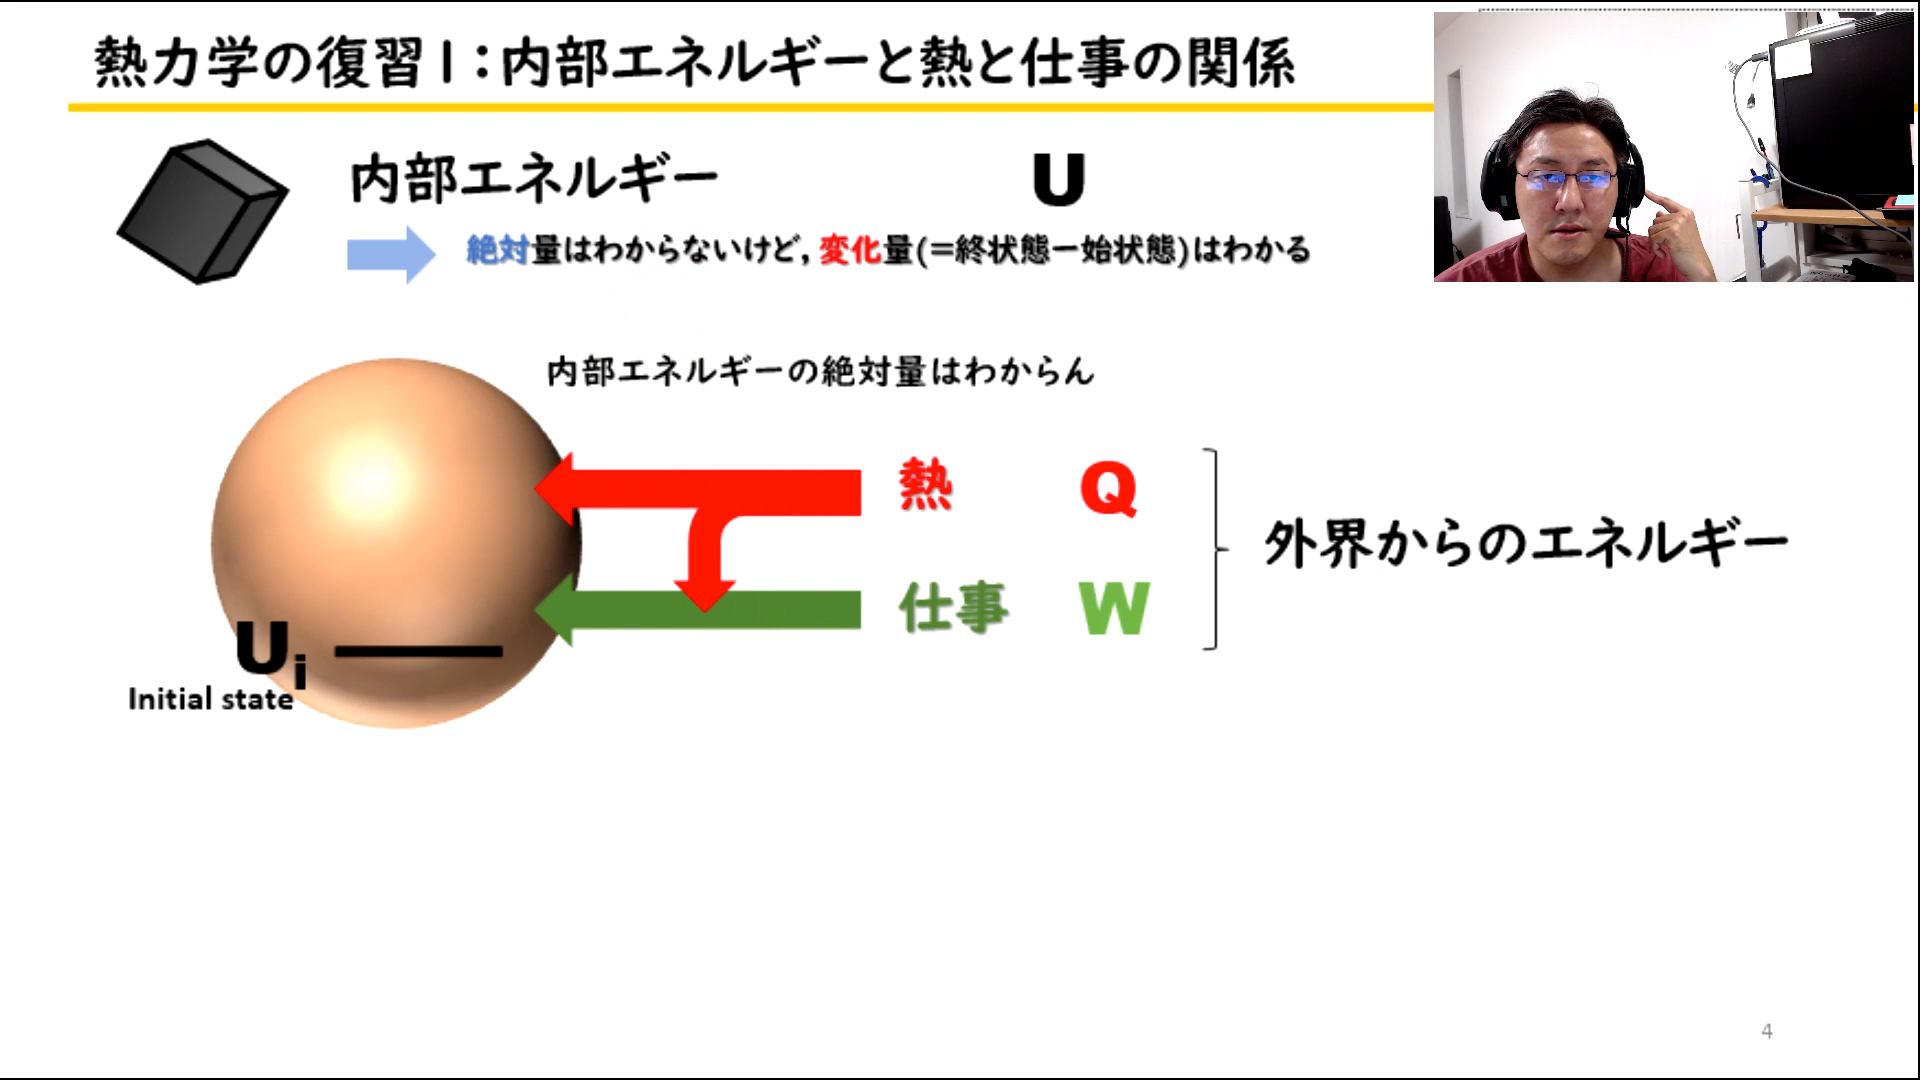 熱力学の復習1：内部エネルギーと熱と仕事の関係
内部エネルギー U
絶対量はわからないけど，変化量(=終状態ー始状態)はわかる
内部エネルギーの絶対量はわからん
熱 Q
外界からのエネルギー
仕事 W
Ui
Initial state
4